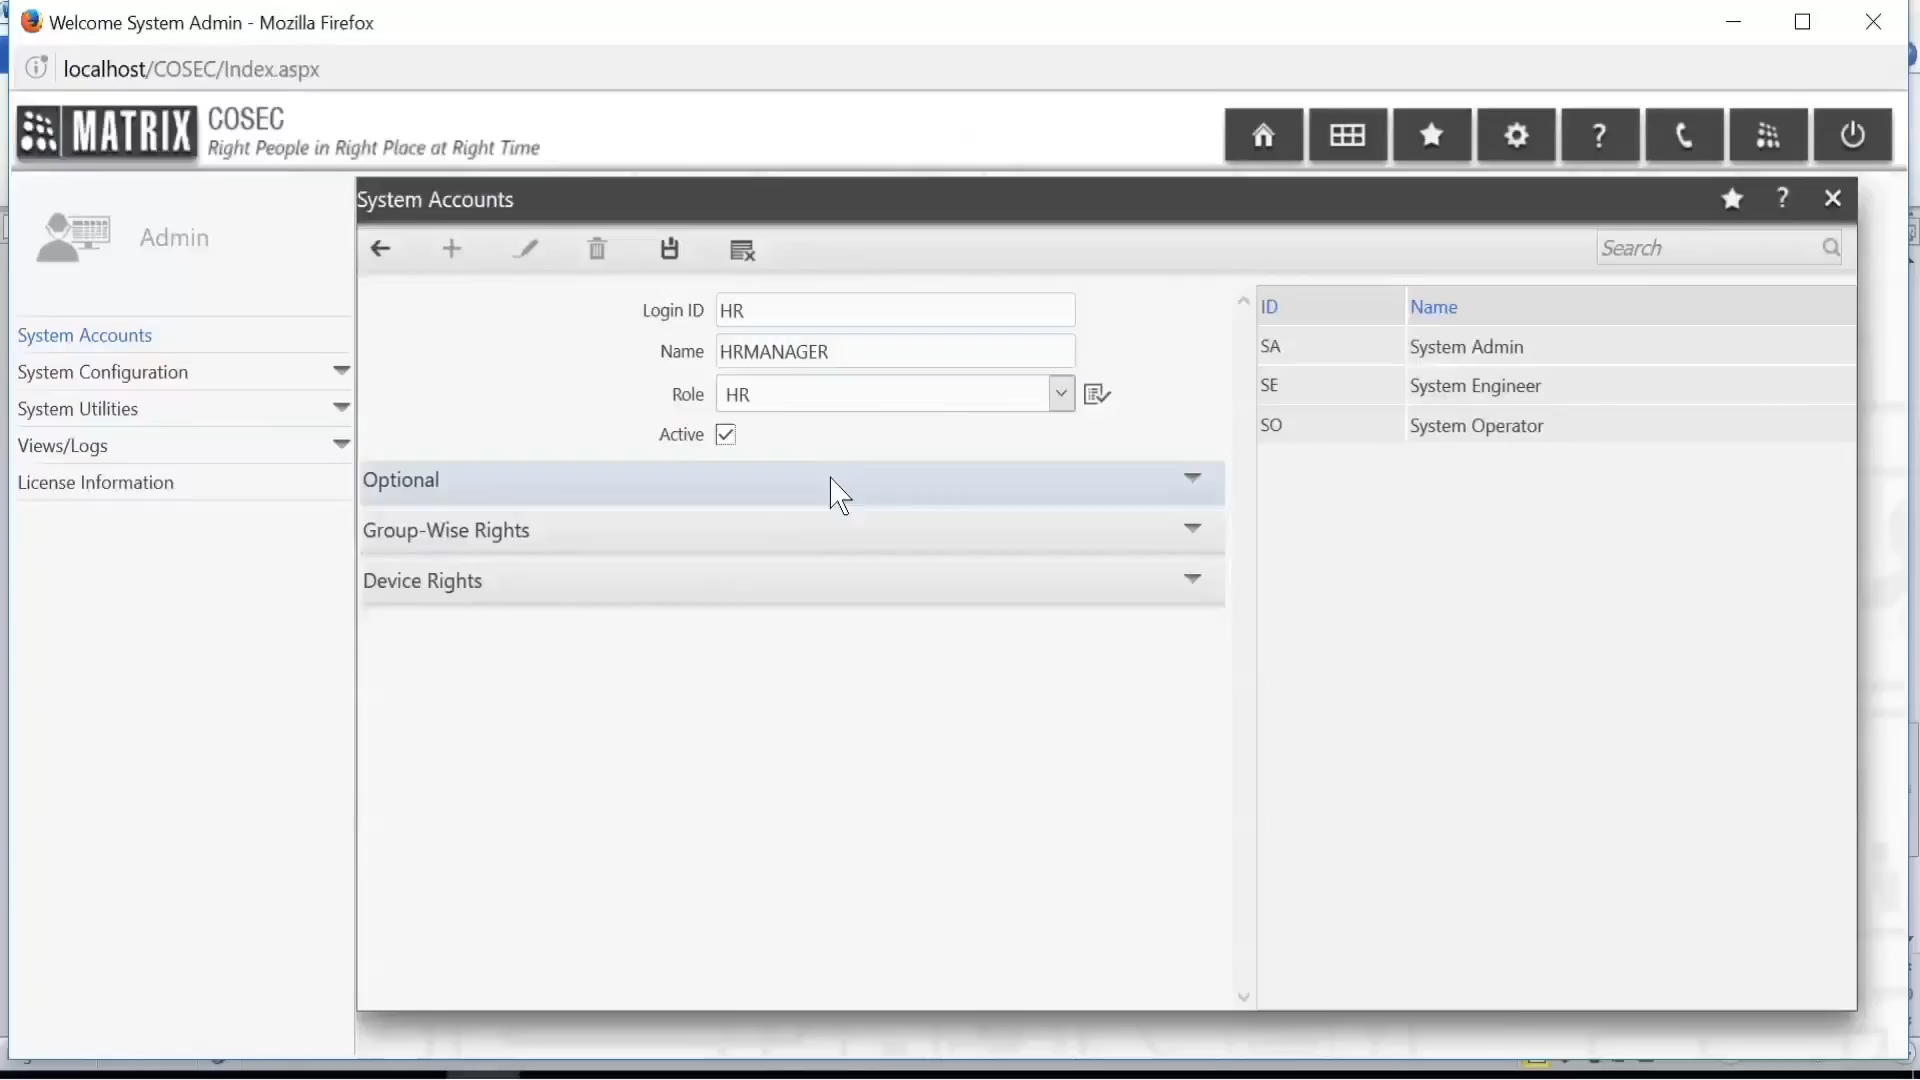 Welcome System Admin - Mozilla Firefox
localhost/COSEC/Index.aspx
MATRIX
COSEC
Right People in Right Place at Right Time
?
Admin
System Accounts
System Configuration
System Utilities
Views/Logs
License Information
System Accounts
?
Search
Login ID HR
Name HRMANAGER
Role HR
Active
Optional
Group-Wise Rights
Device Rights
ID Name
SA System Admin
SE System Engineer
SO System Operator